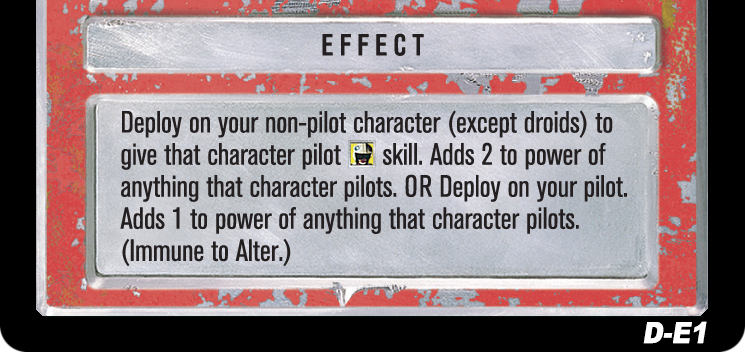 EFFECT
Deploy on your non-pilot character (except droids) to
give that character pilot skill. Adds 2 to power of
anything that character pilots. OR Deploy on your pilot.
Adds 1 to power of anything that character pilots.
(Immune to Alter.)
D-E1